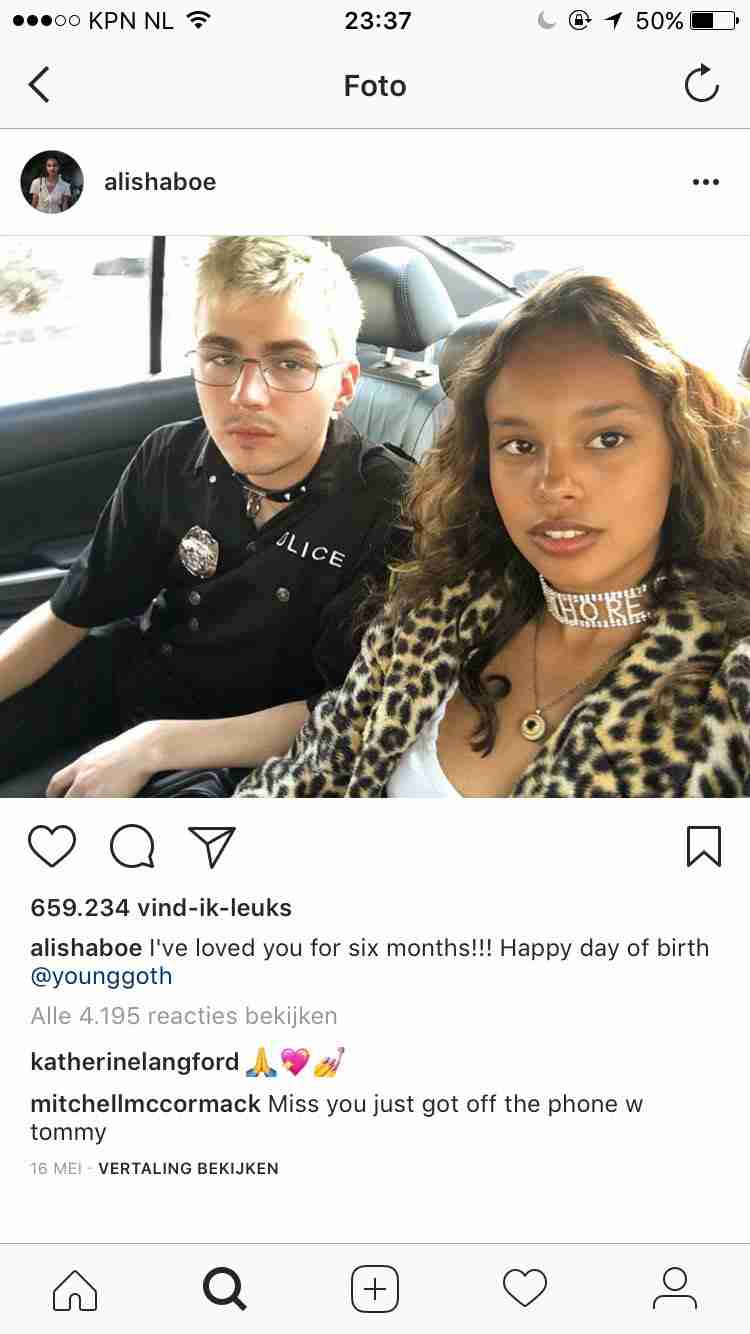 KPN NL 23:37 50%
Foto
alishaboe
LICE
HORE
659.234 vind-ik-leuks
alishaboe I've loved you for six months!!! Happy day of birth
@younggoth
Alle 4.195 reacties bekijken
katherinelangford 🙏💖💅
mitchellmccormack Miss you just got off the phone w
tommy
16 MEI · VERTALING BEKIJKEN